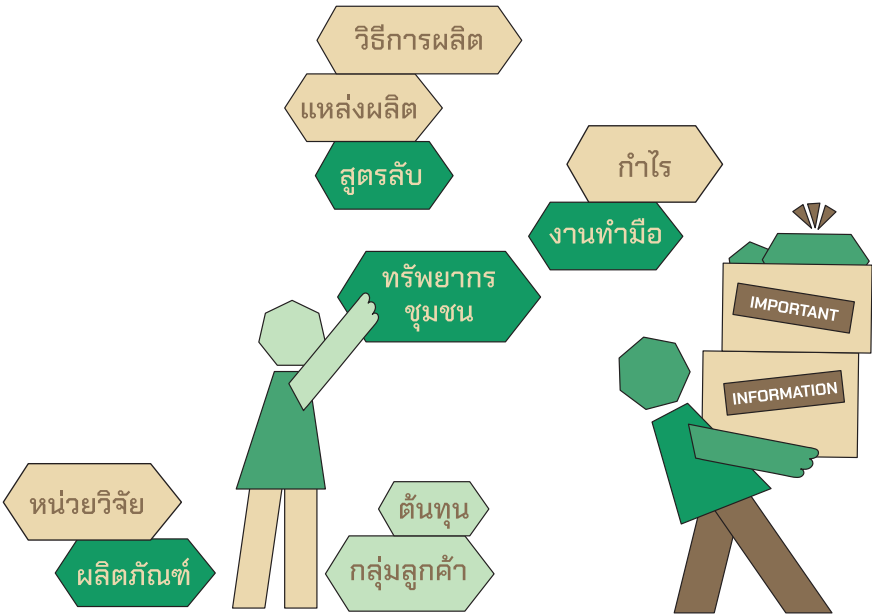 วิธีการผลิต
แหล่งผลิต
สูตรลับ
กำไร
งานทำมือ
ทรัพยากร
ชุมชน
IMPORTANT
INFORMATION
หน่วยวิจัย
ผลิตภัณฑ์
ต้นทุน
กลุ่มลูกค้า